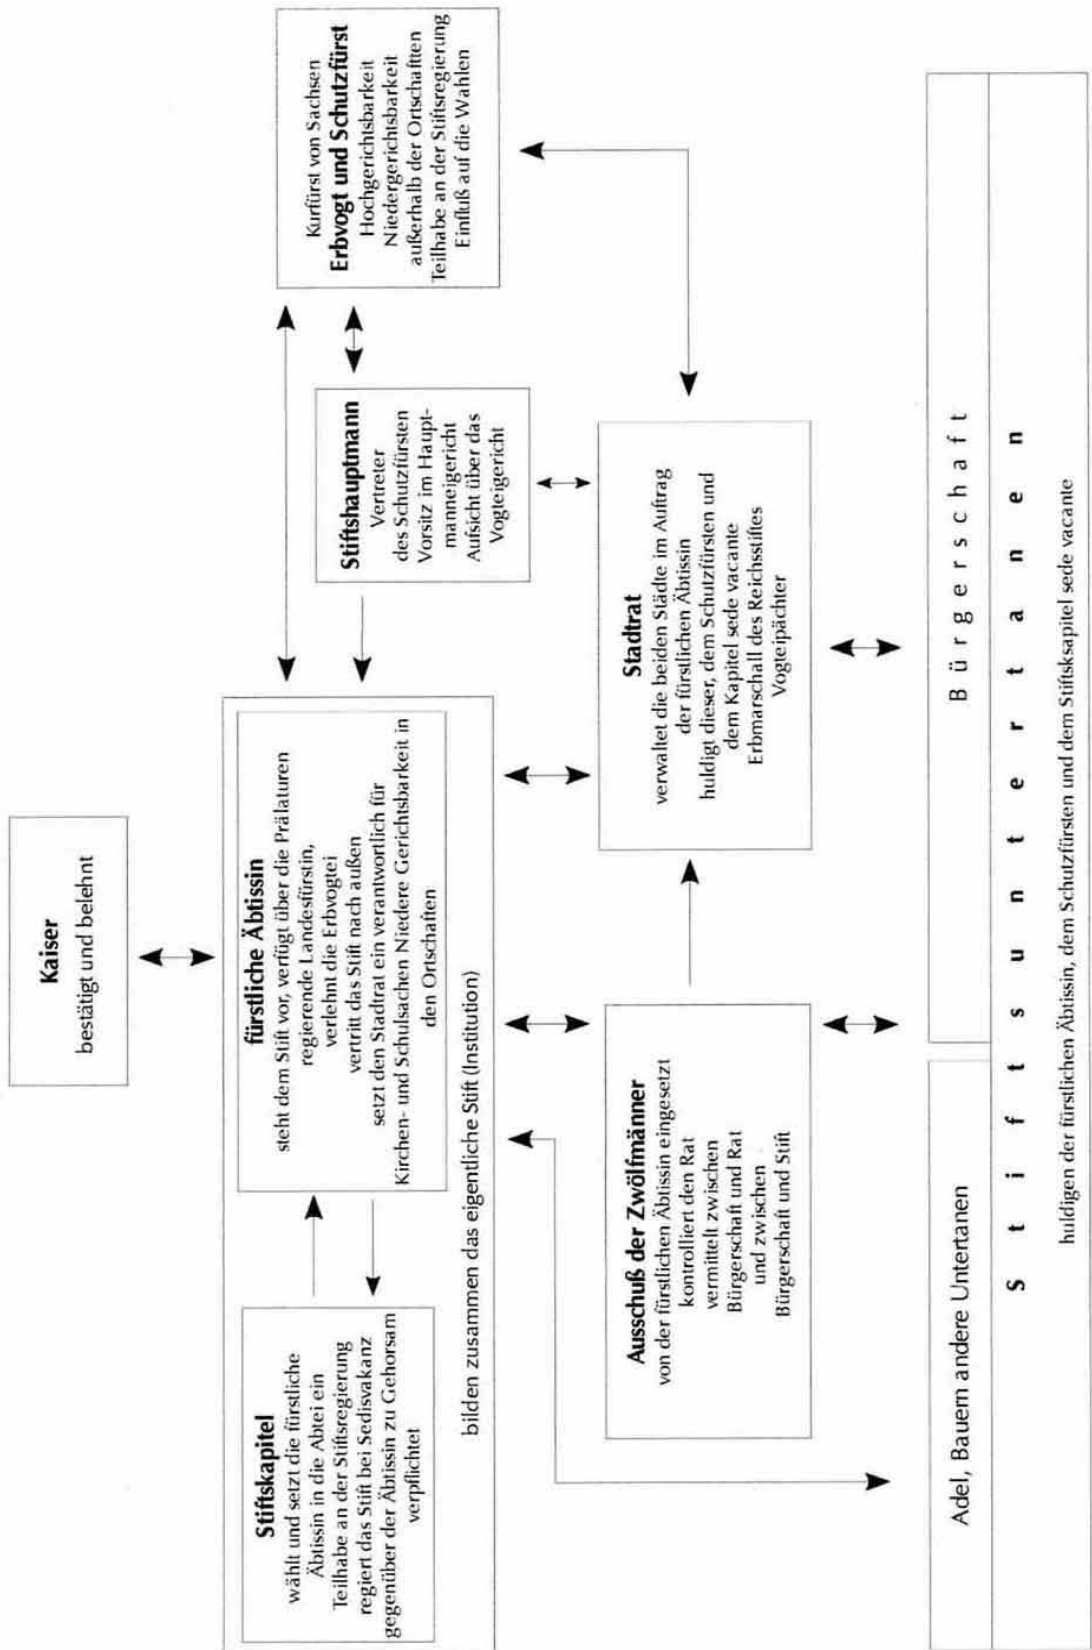 Kaiser
bestätigt und belehnt
Stiftskapitel
wählt und setzt die fürstliche
Äbtissin in die Abtei ein
Teilhabe an der Stiftsregierung
regiert das Stift bei Sedisvakanz
gegenüber der Äbtissin zu Gehorsam
verpflichtet
fürstliche Äbtissin
steht dem Stift vor, verfügt über die Prälaturen
regierende Landesfürstin,
verlehnt die Erbvogtei
vertritt das Stift nach außen
setzt den Stadtrat ein verantwortlich für
Kirchen- und Schulsachen Niedere Gerichtsbarkeit in
den Ortschaften
bilden zusammen das eigentliche Stift (Institution)
Stiftshauptmann
Vertreter
des Schutzfürsten
Vorsitz im Haupt-
manneigericht
Aufsicht über das
Vogteigericht
Kurfürst von Sachsen
Erbvogt und Schutzfürst
Hochgerichtsbarkeit
Niedergerichtsbarkeit
außerhalb der Ortschaftten
Teilhabe an der Stiftsregierung
Einfluß auf die Wahlen
Ausschuß der Zwölfmänner
von der fürstlichen Äbtissin eingesetzt
kontrolliert den Rat
vermittelt zwischen
Bürgerschaft und Rat
und zwischen
Bürgerschaft und Stift
Stadtrat
verwaltet die beiden Städte im Auftrag
der fürstlichen Äbtissin
huldigt dieser, dem Schutzfürsten und
dem Kapitel sede vacante
Erbmarschall des Reichsstiftes
Vogteipächter
Adel, Bauern andere Untertanen
Bürgerschaft
Stiftsuntertanen
huldigen der fürstlichen Äbtissin, dem Schutzfürsten und dem Stiftsksapitel sede vacante